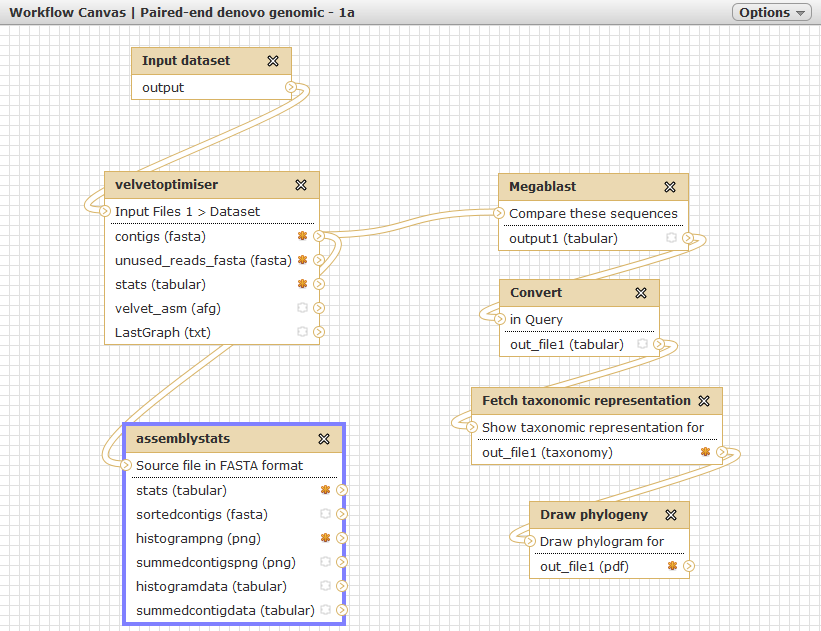 Workflow Canvas | Paired-end denovo genomic - 1a
Options
Input dataset
output
velvetoptimiser
Input Files 1 > Dataset
contigs (fasta)
unused_reads_fasta (fasta)
stats (tabular)
velvet_asm (afg)
LastGraph (txt)
assemblystats
Source file in FASTA format
stats (tabular)
sortedcontigs (fasta)
histogrampng (png)
summedcontigspng (png)
histogramdata (tabular)
summedcontigdata (tabular)
Megablast
Compare these sequences
output1 (tabular)
Convert
in Query
out_file1 (tabular)
Fetch taxonomic representation
Show taxonomic representation for
out_file1 (taxonomy)
Draw phylogeny
Draw phylogram for
out_file1 (pdf)